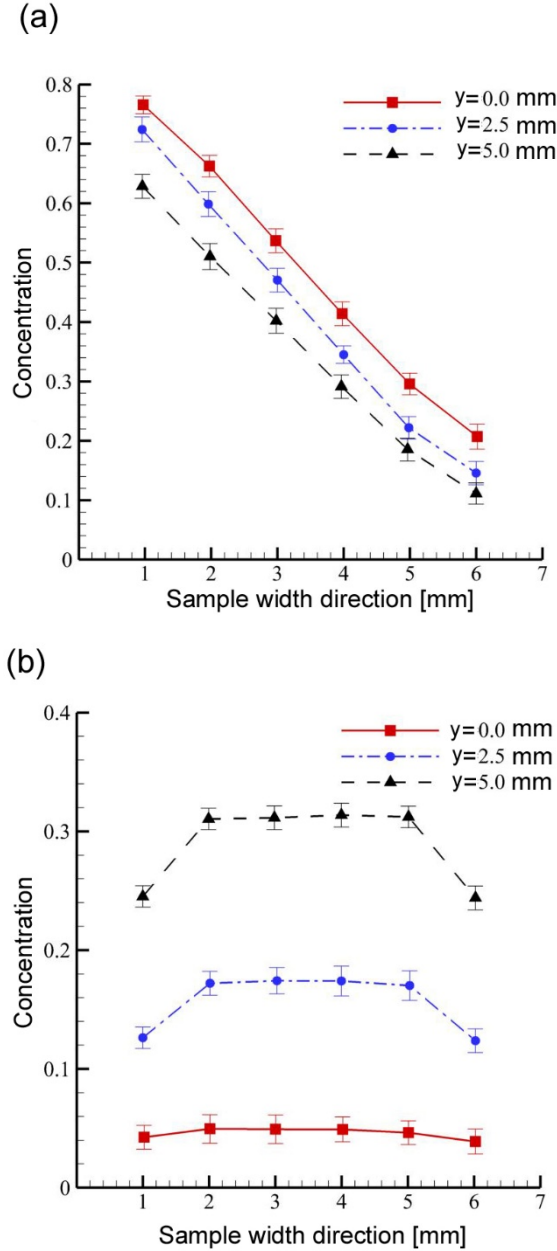 (a)
0.8
0.7
0.6
0.5
0.4
0.3
0.2
0.1
0
Concentration
y=0.0 mm
y=2.5 mm
y=5.0 mm
1 2 3 4 5 6 7
Sample width direction [mm]
(b)
0.4
0.3
0.2
0.1
0
Concentration
y=0.0 mm
y=2.5 mm
y=5.0 mm
1 2 3 4 5 6 7
Sample width direction [mm]